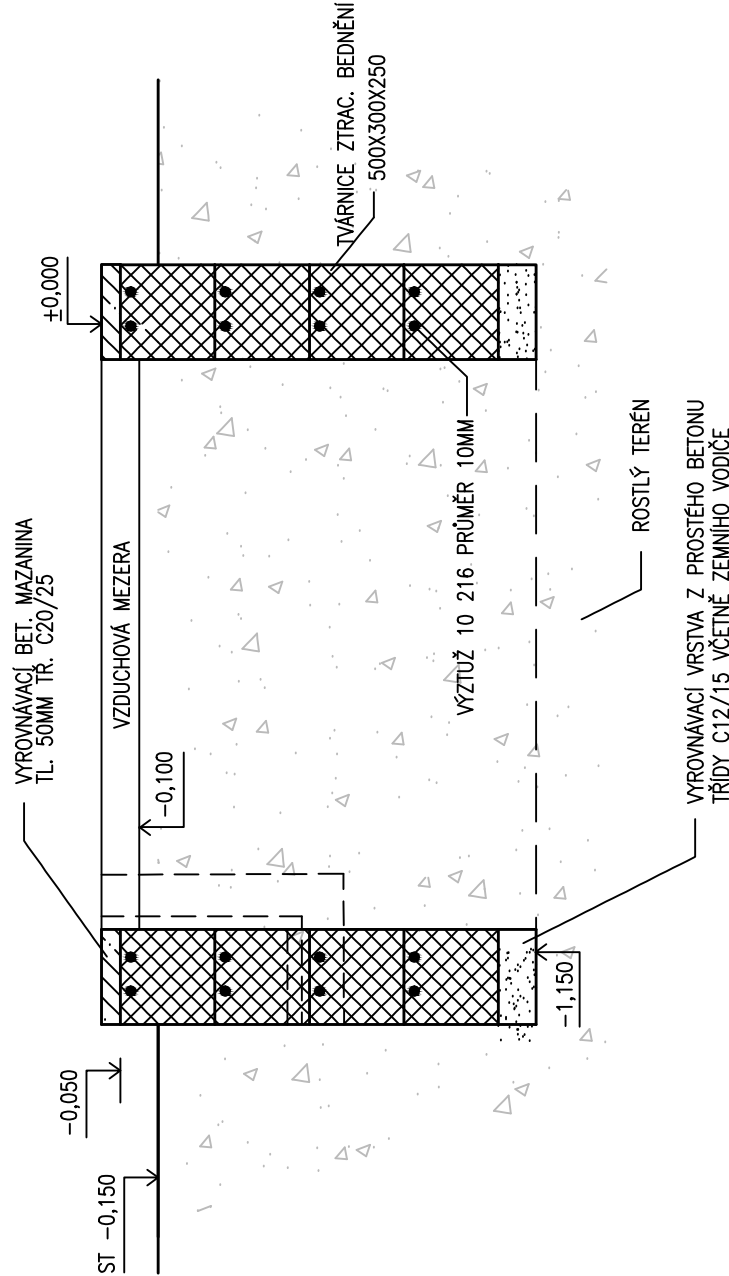 VYROVNÁVACÍ BET. MAZANINA
TL. 50MM TŘ. C20/25
±0,000
-0,050
ST -0,150
VZDUCHOVÁ MEZERA
-0,100
TVÁRNICE ZTRAC. BEDNĚNÍ
500X300X250
VÝZTUŽ 10 216 PRŮMĚR 10MM
-1,150
ROSTLÝ TERÉN
VYROVNÁVACÍ VRSTVA Z PROSTÉHO BETONU
TŘÍDY C12/15 VČETNĚ ZEMNÍHO VODIČE